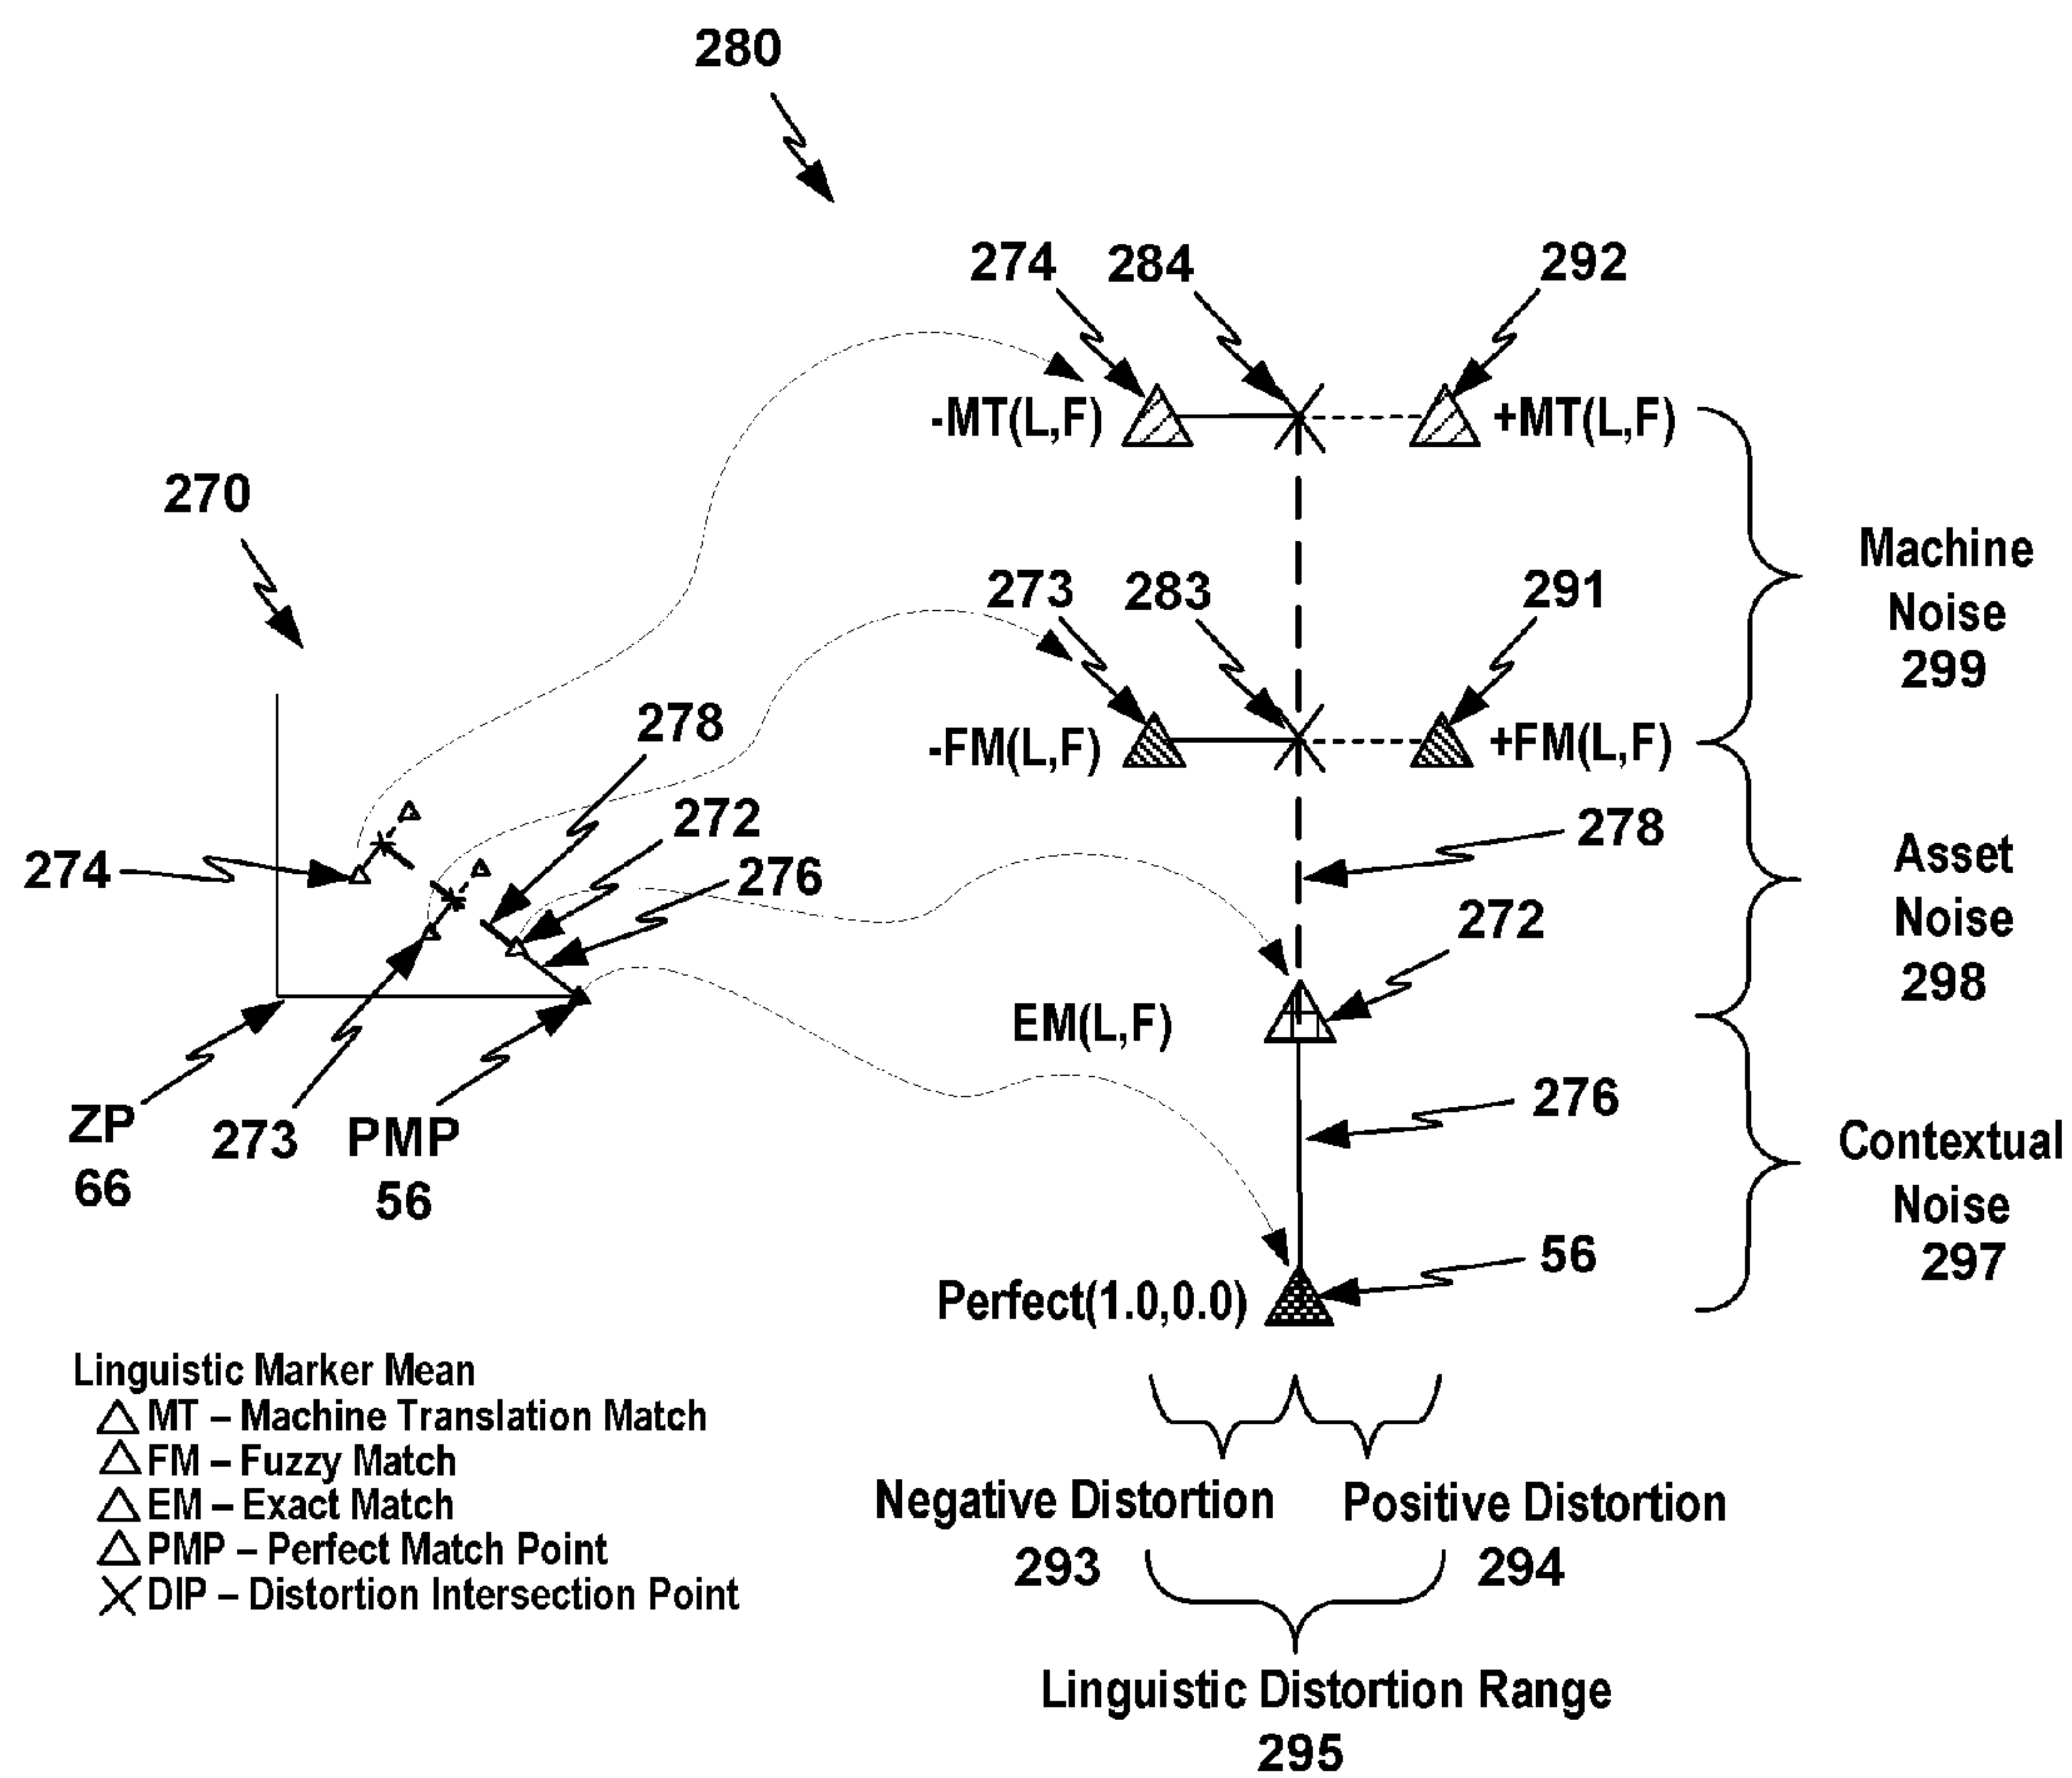 280
274 284 292
-MT(L,F) +MT(L,F)
270
Machine
Noise
299
273 283 291
-FM(L,F) +FM(L,F)
278
272
276
274
278
Asset
Noise
298
272
EM(L,F)
ZP
66
273
PMP
56
276
Contextual
Noise
297
56
Perfect(1.0,0.0)
Linguistic Marker Mean
MT – Machine Translation Match
FM – Fuzzy Match
EM – Exact Match
PMP – Perfect Match Point
DIP – Distortion Intersection Point
Negative Distortion
293
Positive Distortion
294
Linguistic Distortion Range
295